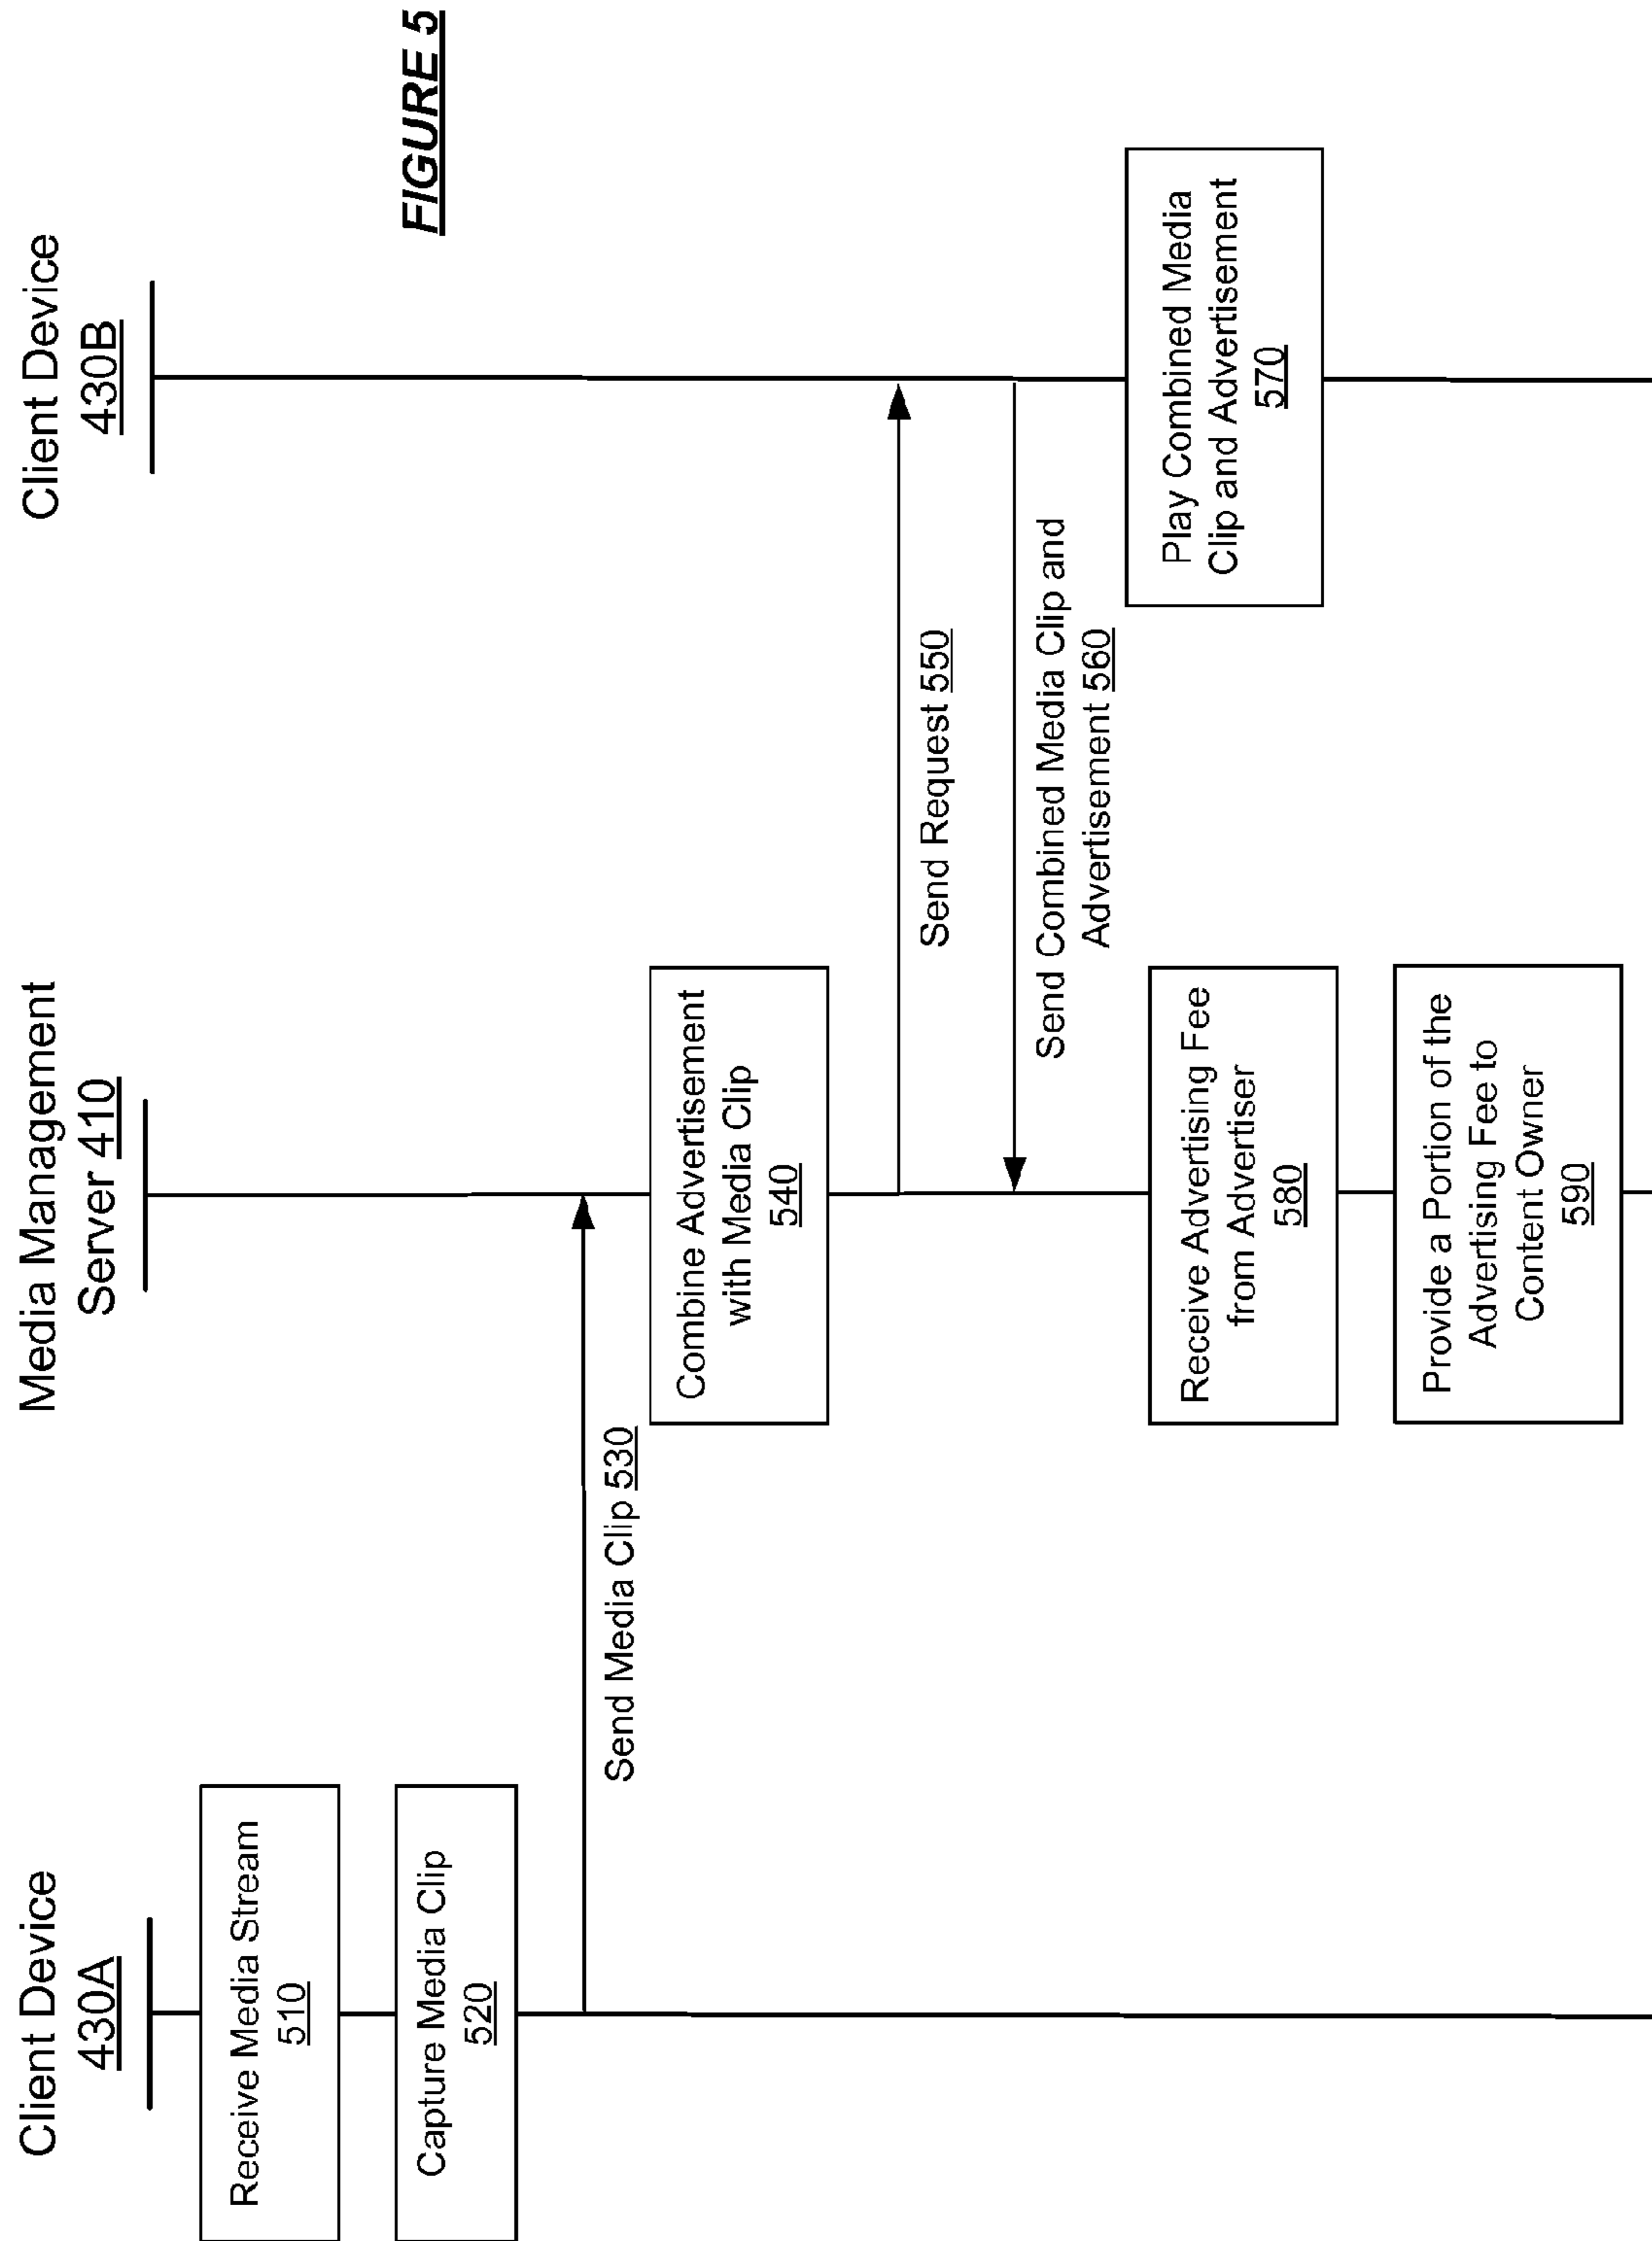 Client Device
430A
Media Management
Server 410
Client Device
430B
Receive Media Stream
510
Capture Media Clip
520
Send Media Clip 530
Combine Advertisement
with Media Clip
540
Send Request 550
Send Combined Media Clip and
Advertisement 560
Play Combined Media
Clip and Advertisement
570
Receive Advertising Fee
from Advertiser
580
Provide a Portion of the
Advertising Fee to
Content Owner
590
FIGURE 5